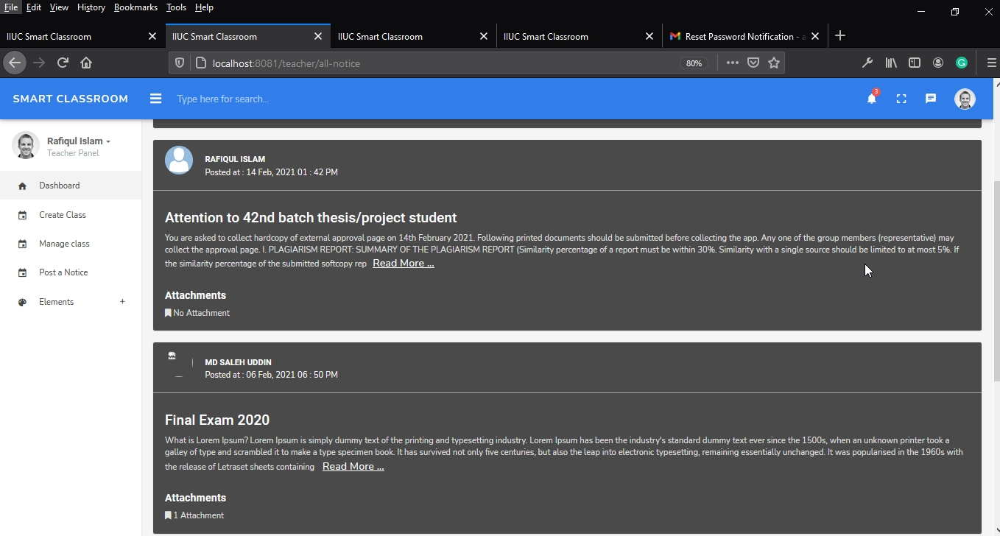 File Edit View History Bookmarks Tools Help
IIUC Smart Classroom
IIUC Smart Classroom
IIUC Smart Classroom
IIUC Smart Classroom
Reset Password Notification -
localhost:8081/teacher/all-notice
80%
SMART CLASSROOM
Type here for search...
3
Rafiqul Islam
Teacher Panel
Dashboard
Create Class
Manage class
Post a Notice
Elements +
RAFIQUL ISLAM
Posted at : 14 Feb, 2021 01 : 42 PM
Attention to 42nd batch thesis/project student
You are asked to collect hardcopy of external approval page on 14th February 2021. Following printed documents should be submitted before collecting the app. Any one of the group members (representative) may
collect the approval page. I. PLAGIARISM REPORT: SUMMARY OF THE PLAGIARISM REPORT (Similarity percentage of a report must be within 30%. Similarity with a single source should be limited to at most 5%. If
the similarity percentage of the submitted softcopy rep Read More ...
Attachments
No Attachment
MD SALEH UDDIN
Posted at : 06 Feb, 2021 06 : 50 PM
Final Exam 2020
What is Lorem Ipsum? Lorem Ipsum is simply dummy text of the printing and typesetting industry. Lorem Ipsum has been the industry's standard dummy text ever since the 1500s, when an unknown printer took a
galley of type and scrambled it to make a type specimen book. It has survived not only five centuries, but also the leap into electronic typesetting, remaining essentially unchanged. It was popularised in the 1960s with
the release of Letraset sheets containing Read More ...
Attachments
1 Attachment